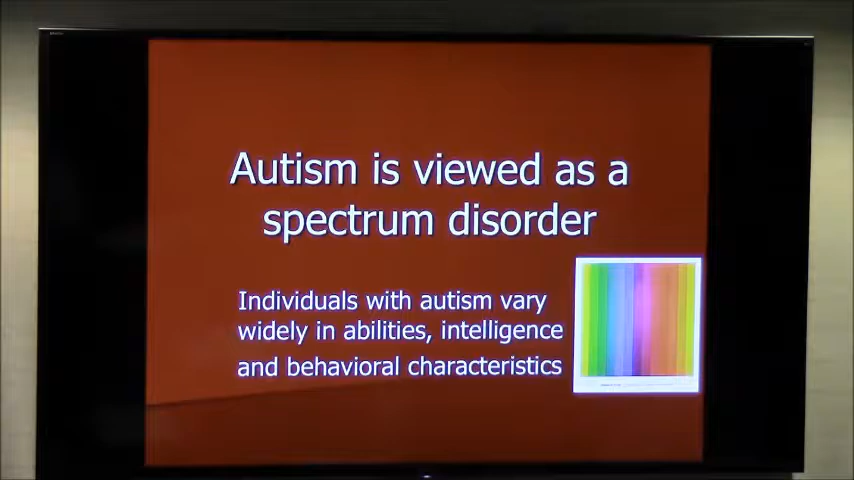 Autism is viewed as a
spectrum disorder
Individuals with autism vary
widely in abilities, intelligence
and behavioral characteristics